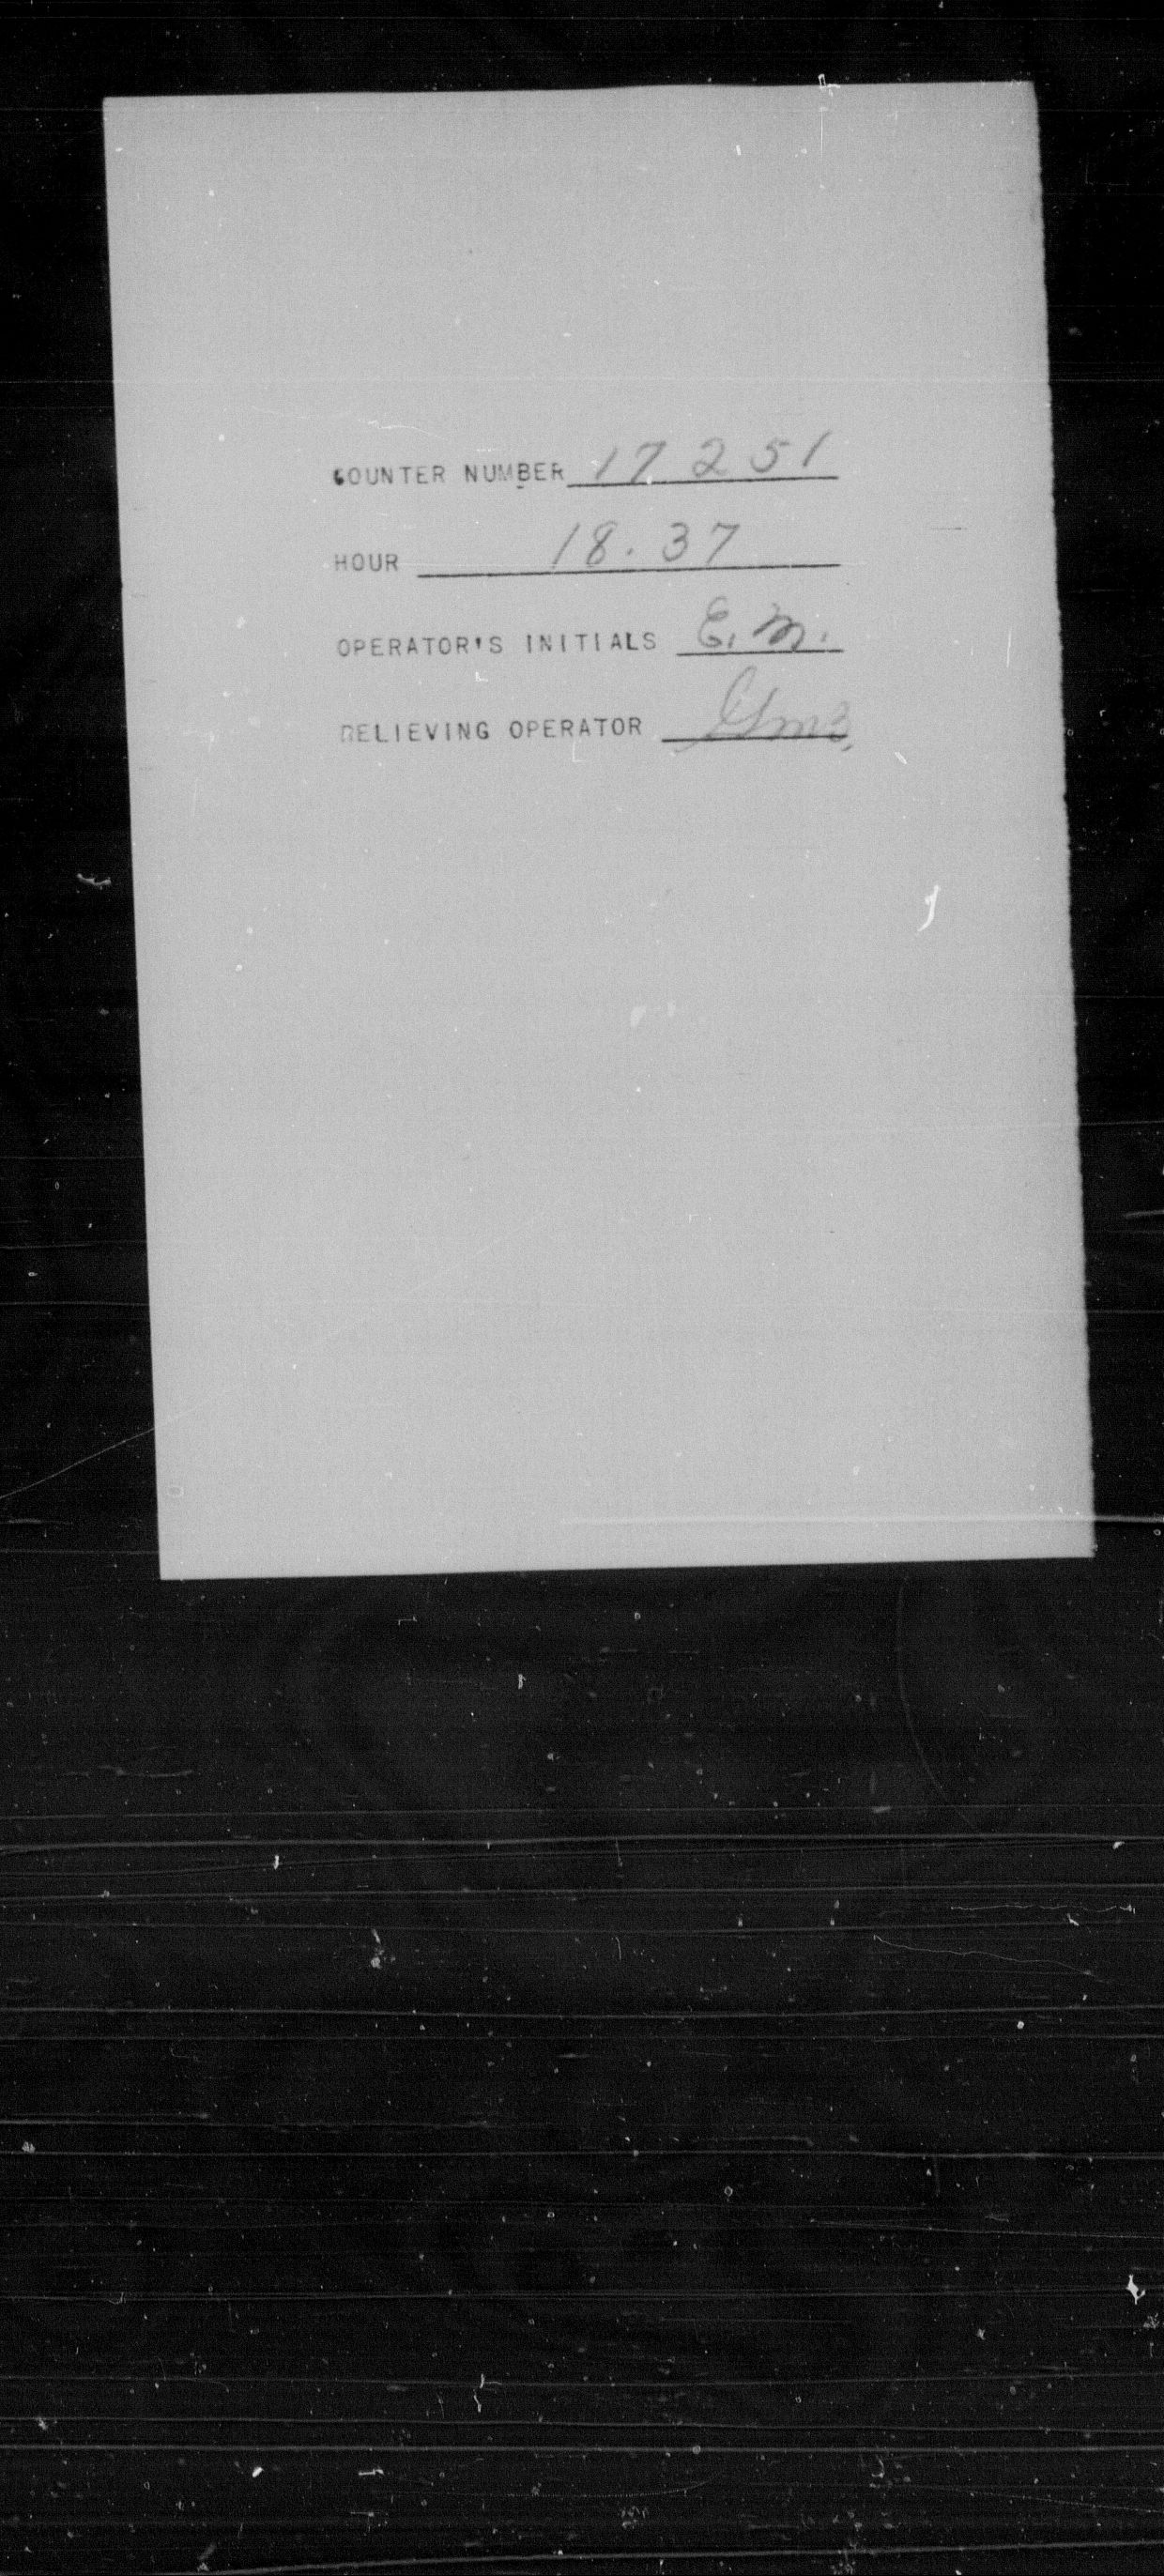 COUNTER NUMBER 17251
HOUR 18.37
OPERATOR'S INITIALS E.M.
RELIEVING OPERATOR